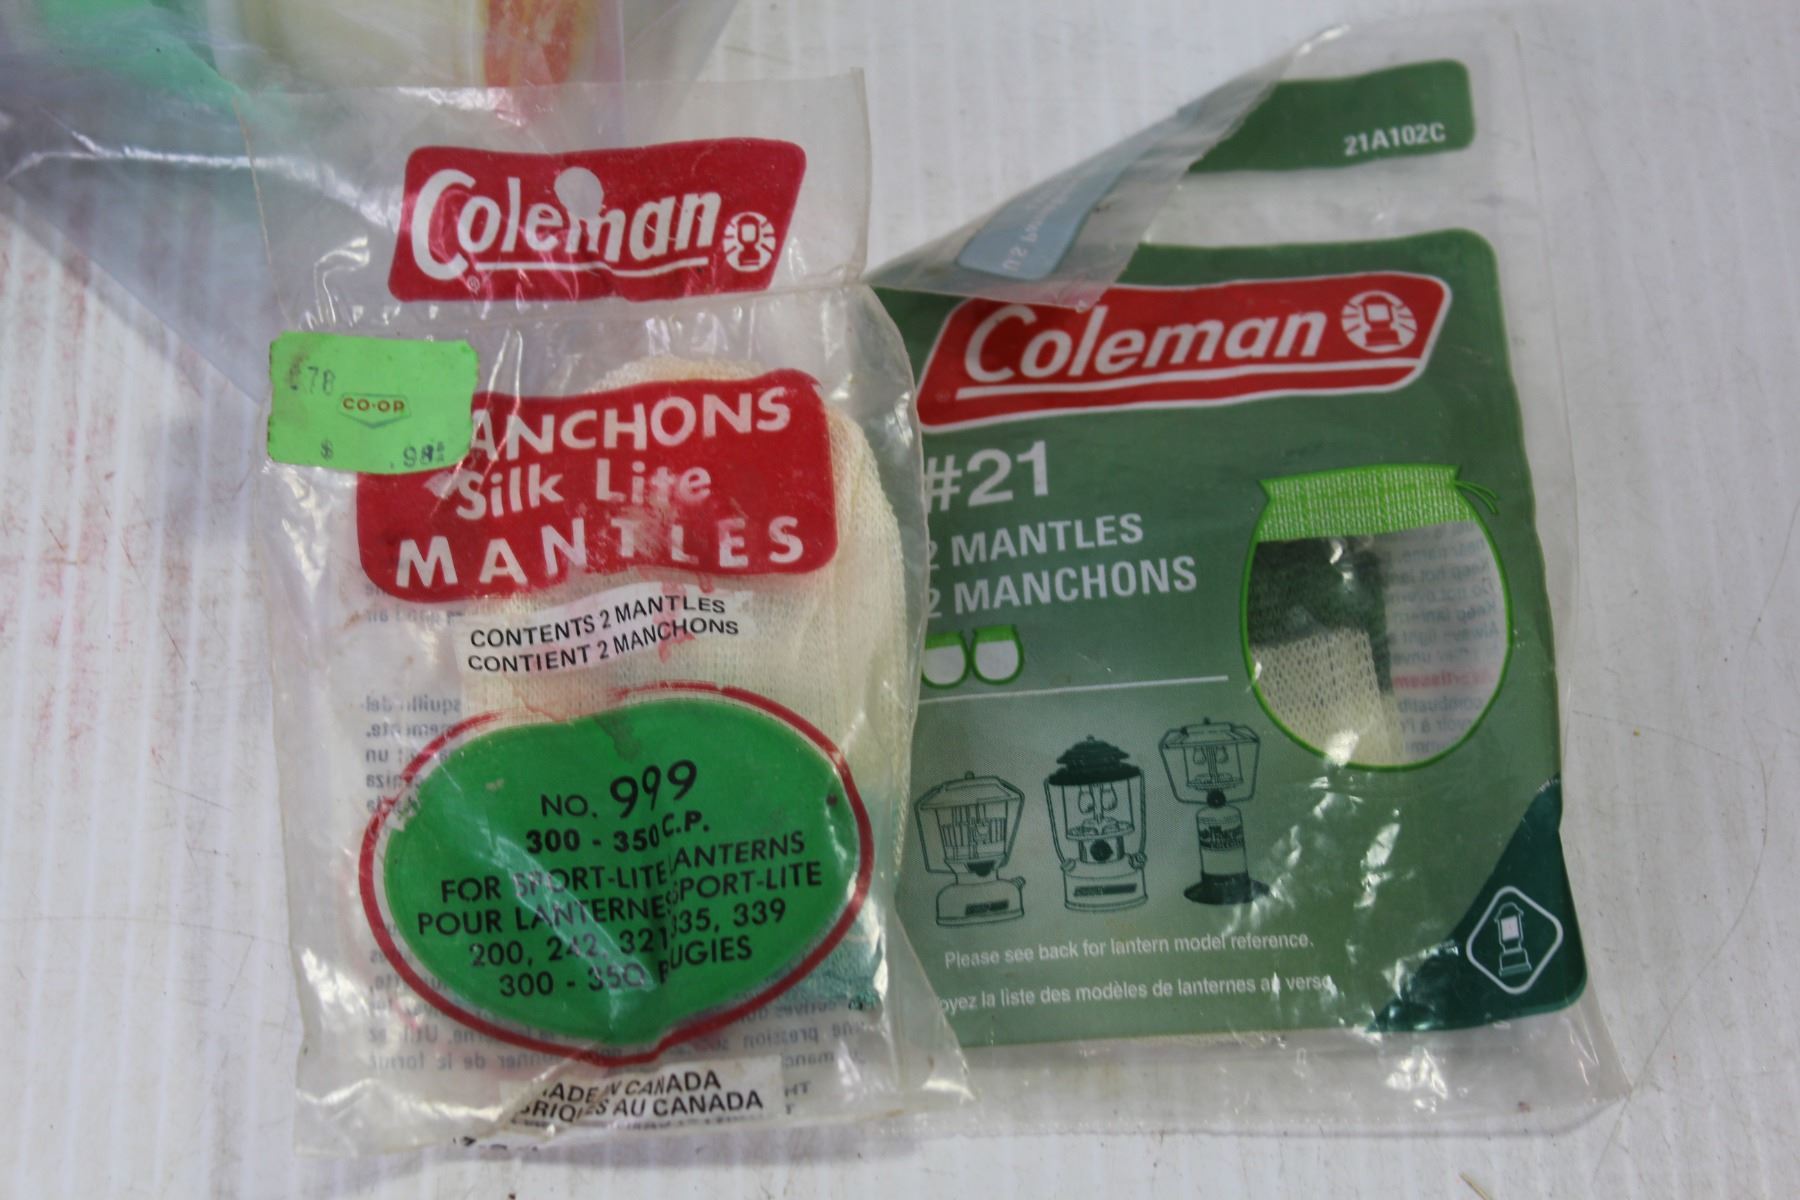 Coleman
.78
CO-OP
$ .98
ANCHONS
Silk Lite
MANTLES
CONTENTS 2 MANTLES
CONTIENT 2 MANCHONS
NO. 999
300 - 350 C.P.
FOR SPORT-LITE LANTERNS
POUR LANTERNES SPORT-LITE
200, 242, 321, 335, 339
300 - 350 BUGIES
MADE IN CANADA
AU CANADA
21A102C
Coleman
#21
2 MANTLES
2 MANCHONS
Please see back for lantern model reference.
oyez la liste des modèles de lanternes au verso.